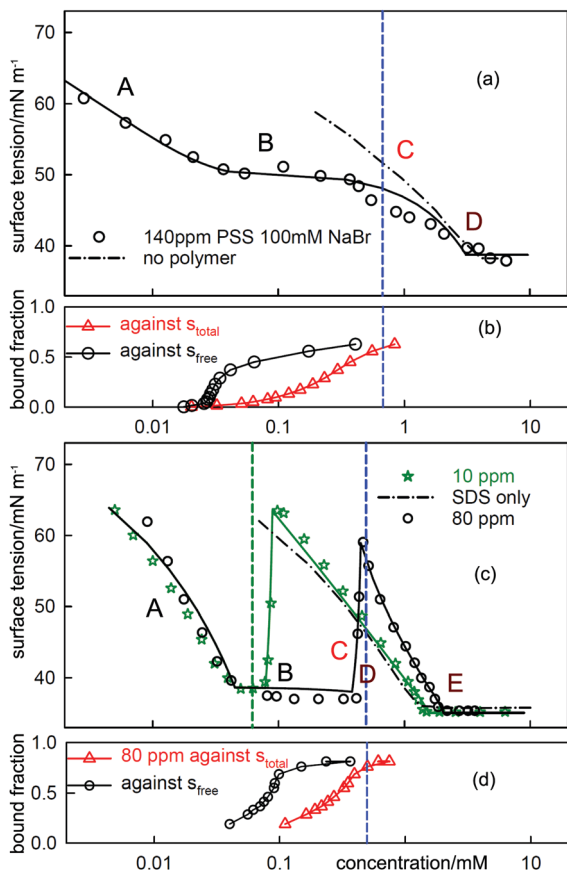 70
60
50
40
surface tension/mN m⁻¹
A
B
C
D
(a)
140ppm PSS 100mM NaBr
no polymer
1.0
0.5
0.0
bound fraction
against s_total
against s_free
(b)
0.01 0.1 1 10
70
60
50
40
surface tension/mN m⁻¹
10 ppm
SDS only
80 ppm
(c)
A
B
C
D
E
1.0
0.5
0.0
bound fraction
80 ppm against s_total
against s_free
(d)
0.01 0.1 concentration/mM 10